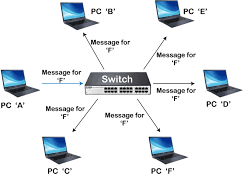 PC 'B'
PC 'E'
Message for
'F'
Message for
'F'
Message for
'F'
Switch
Message for
'F'
PC 'A'
PC 'D'
Message for
'F'
Message for
'F'
PC 'C'
PC 'F'